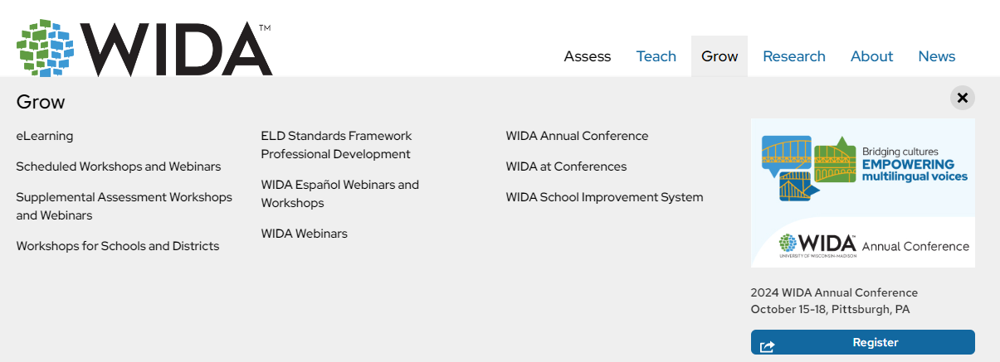 WIDA™
Assess
Teach
Grow
Research
About
News
Grow
eLearning
Scheduled Workshops and Webinars
Supplemental Assessment Workshops
and Webinars
Workshops for Schools and Districts
ELD Standards Framework
Professional Development
WIDA Español Webinars and
Workshops
WIDA Webinars
WIDA Annual Conference
WIDA at Conferences
WIDA School Improvement System
Bridging cultures
EMPOWERING
multilingual voices
WIDA™ Annual Conference
UNIVERSITY OF WISCONSIN-MADISON
2024 WIDA Annual Conference
October 15-18, Pittsburgh, PA
Register